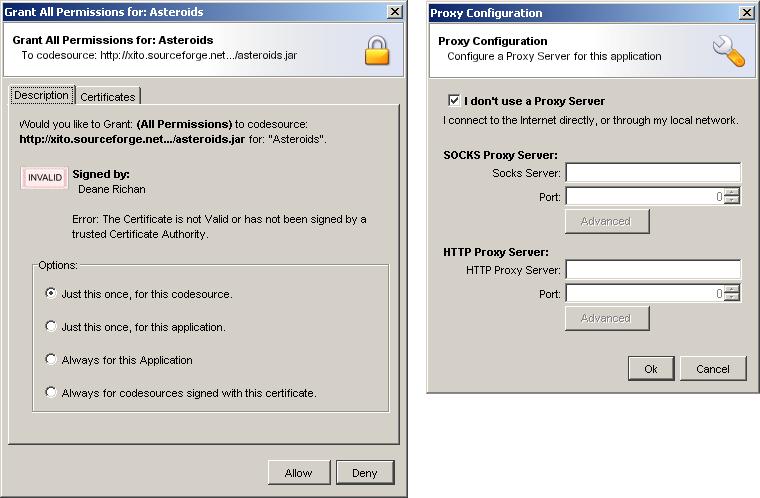 Grant All Permissions for: Asteroids
Grant All Permissions for: Asteroids
To codesource: http://xito.sourceforge.net.../asteroids.jar
Description
Certificates
Would you like to Grant: (All Permissions) to codesource:
http://xito.sourceforge.net.../asteroids.jar for: "Asteroids".
INVALID
Signed by:
Deane Richan
Error: The Certificate is not Valid or has not been signed by a
trusted Certificate Authority.
Options:
Just this once, for this codesource.
Just this once, for this application.
Always for this Application
Always for codesources signed with this certificate.
Allow
Deny
Proxy Configuration
Proxy Configuration
Configure a Proxy Server for this application
I don't use a Proxy Server
I connect to the Internet directly, or through my local network.
SOCKS Proxy Server:
Socks Server:
Port: 0
Advanced
HTTP Proxy Server:
HTTP Proxy Server:
Port: 0
Advanced
Ok
Cancel